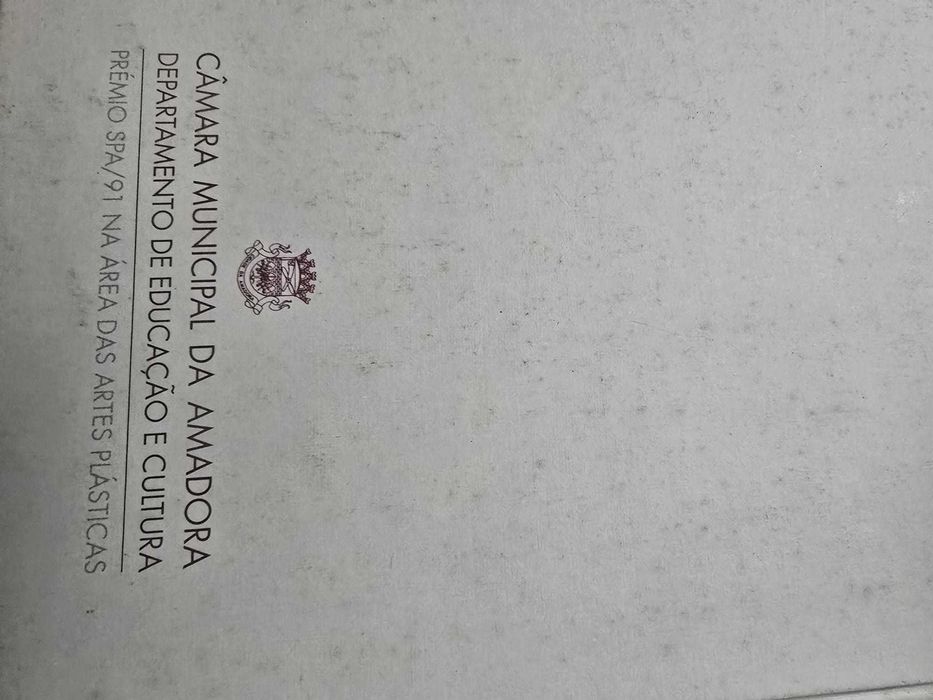 CÂMARA MUNICIPAL DA AMADORA
DEPARTAMENTO DE EDUCAÇÃO E CULTURA
PRÉMIO SPA/91 NA ÁREA DAS ARTES PLÁSTICAS